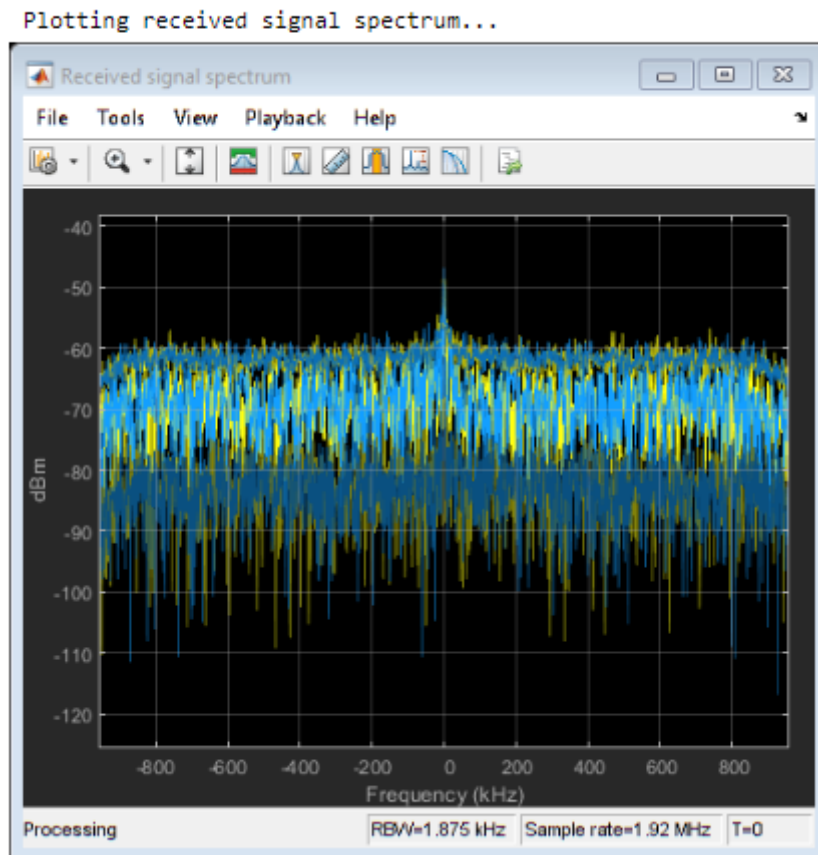 Plotting received signal spectrum...
Received signal spectrum
File Tools View Playback Help
-40
-50
-60
-70
-80
-90
-100
-110
-120
dBm
-800 -600 -400 -200 0 200 400 600 800
Frequency (kHz)
Processing RBW=1.875 kHz Sample rate=1.92 MHz T=0